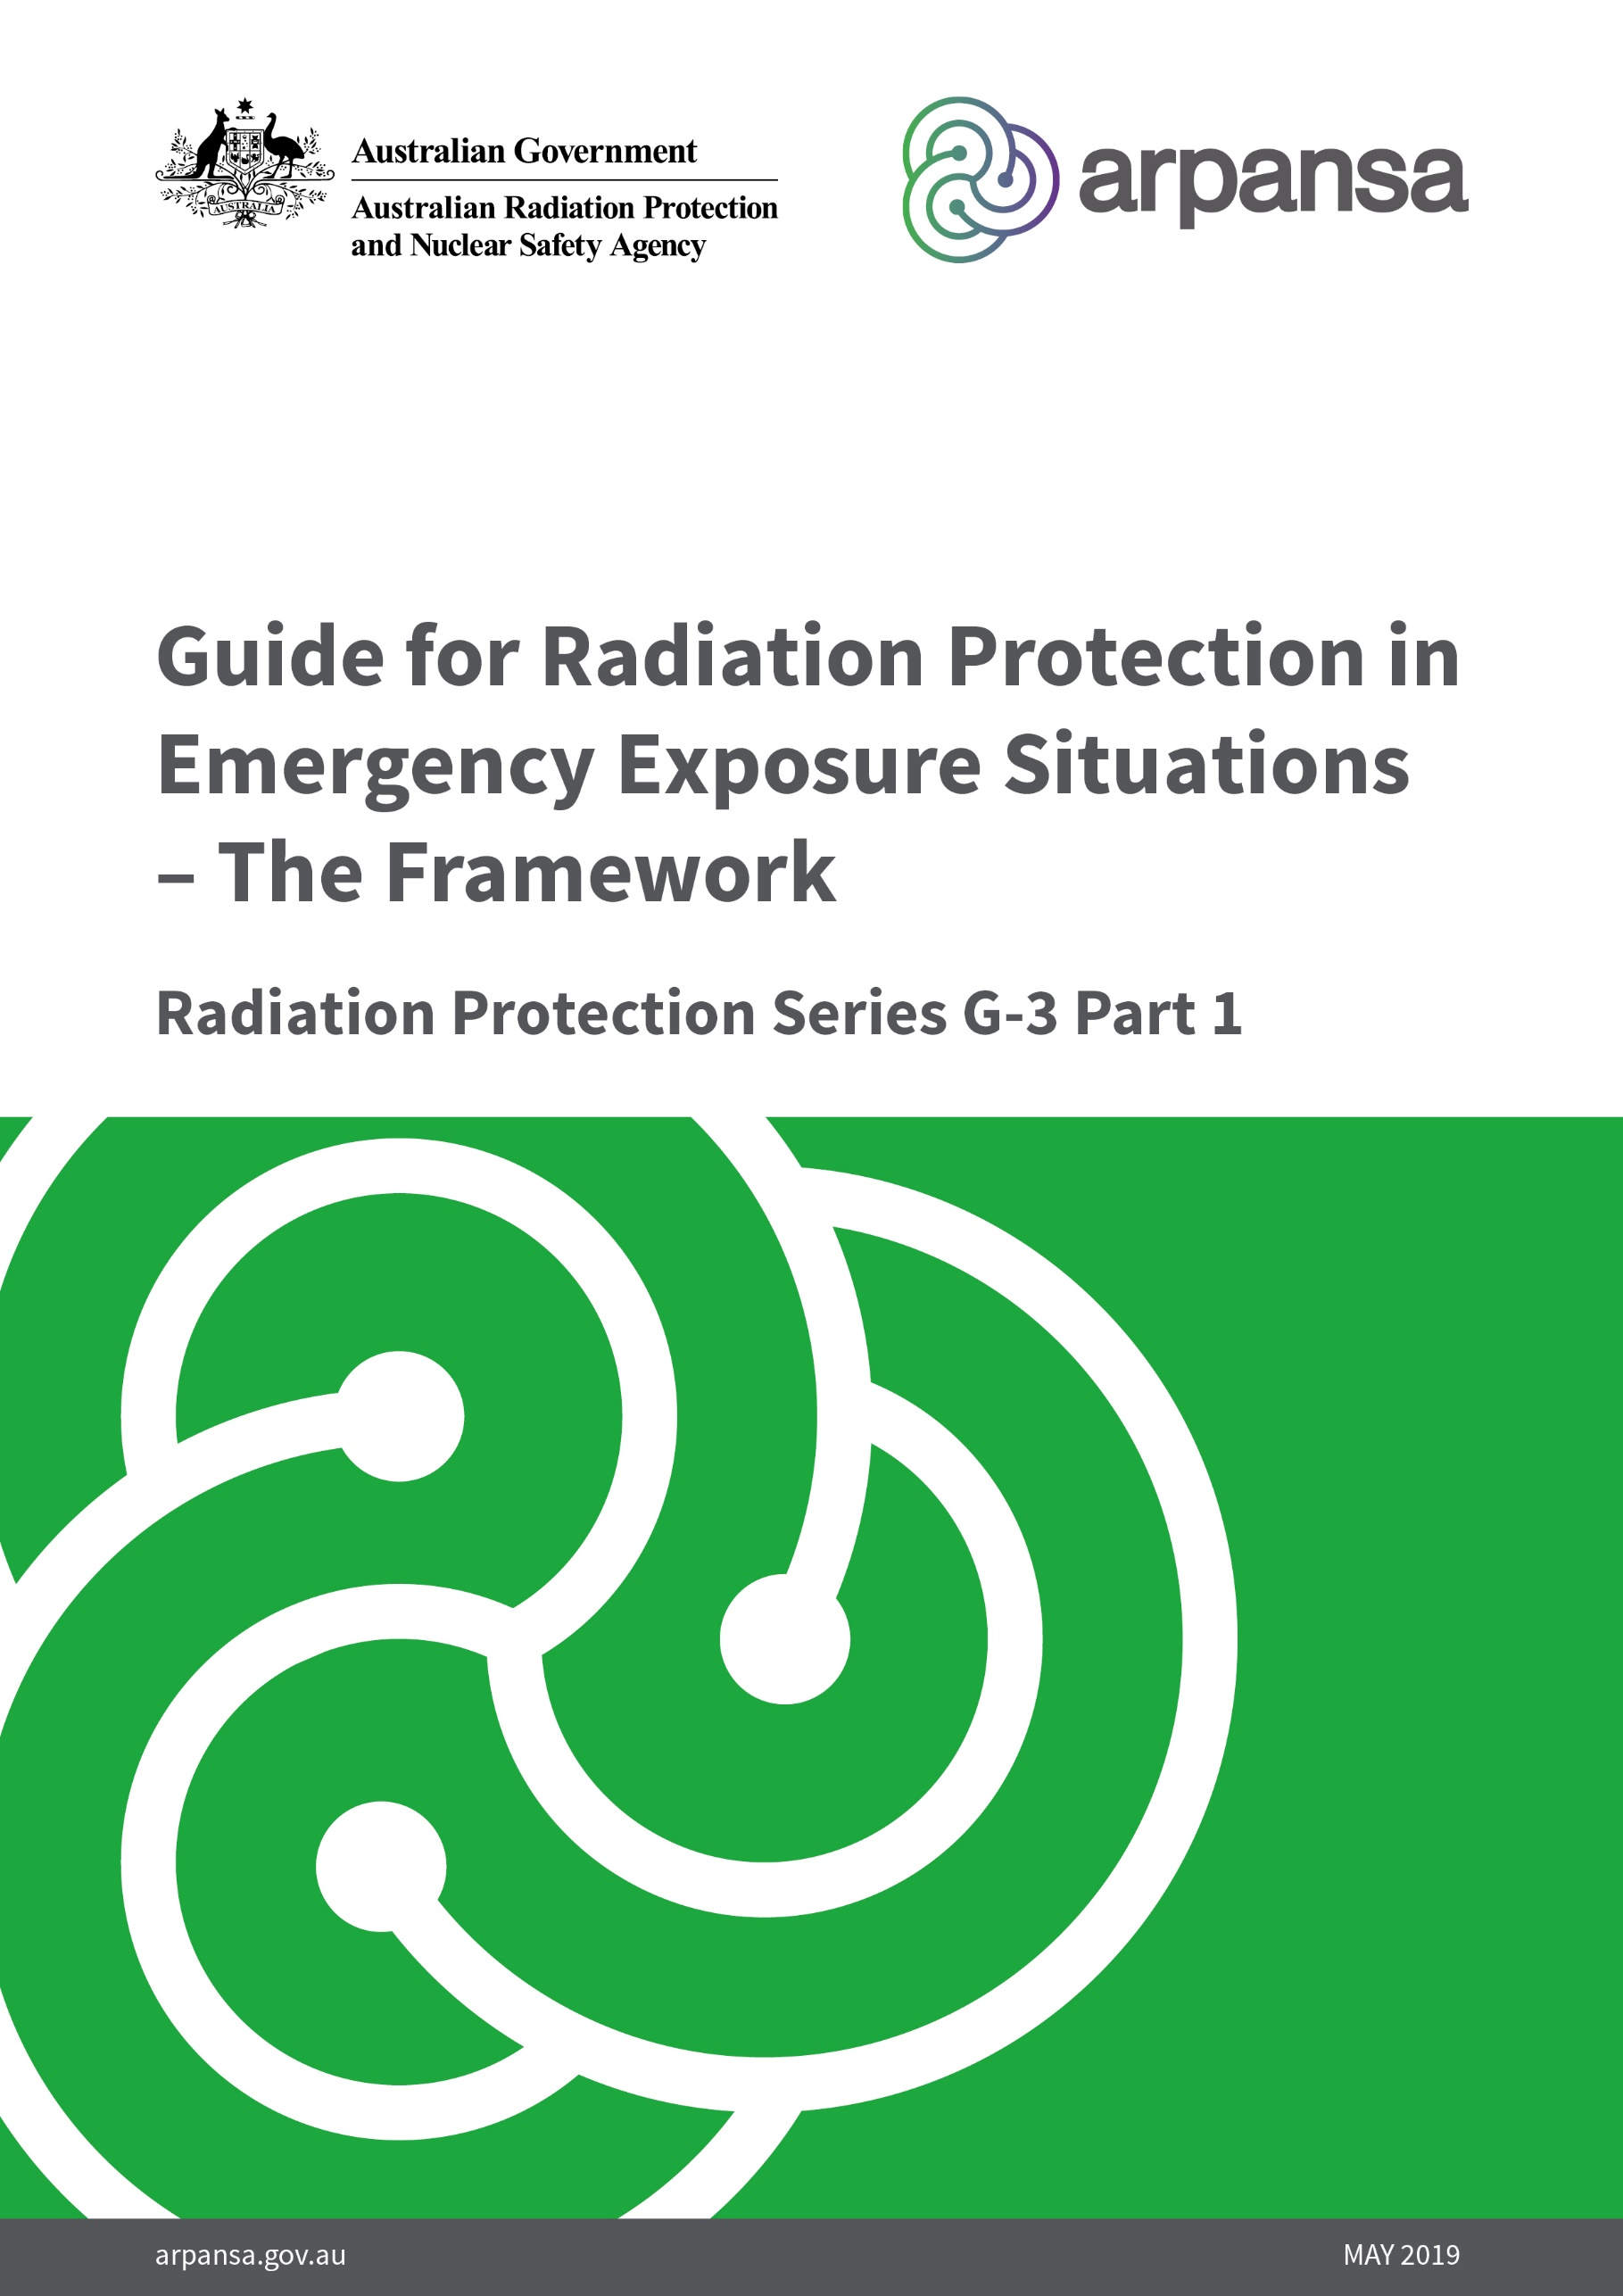 AUSTRALIA
Australian Government
Australian Radiation Protection
and Nuclear Safety Agency
arpansa
Guide for Radiation Protection in
Emergency Exposure Situations
– The Framework
Radiation Protection Series G-3 Part 1
arpansa.gov.au
MAY 2019